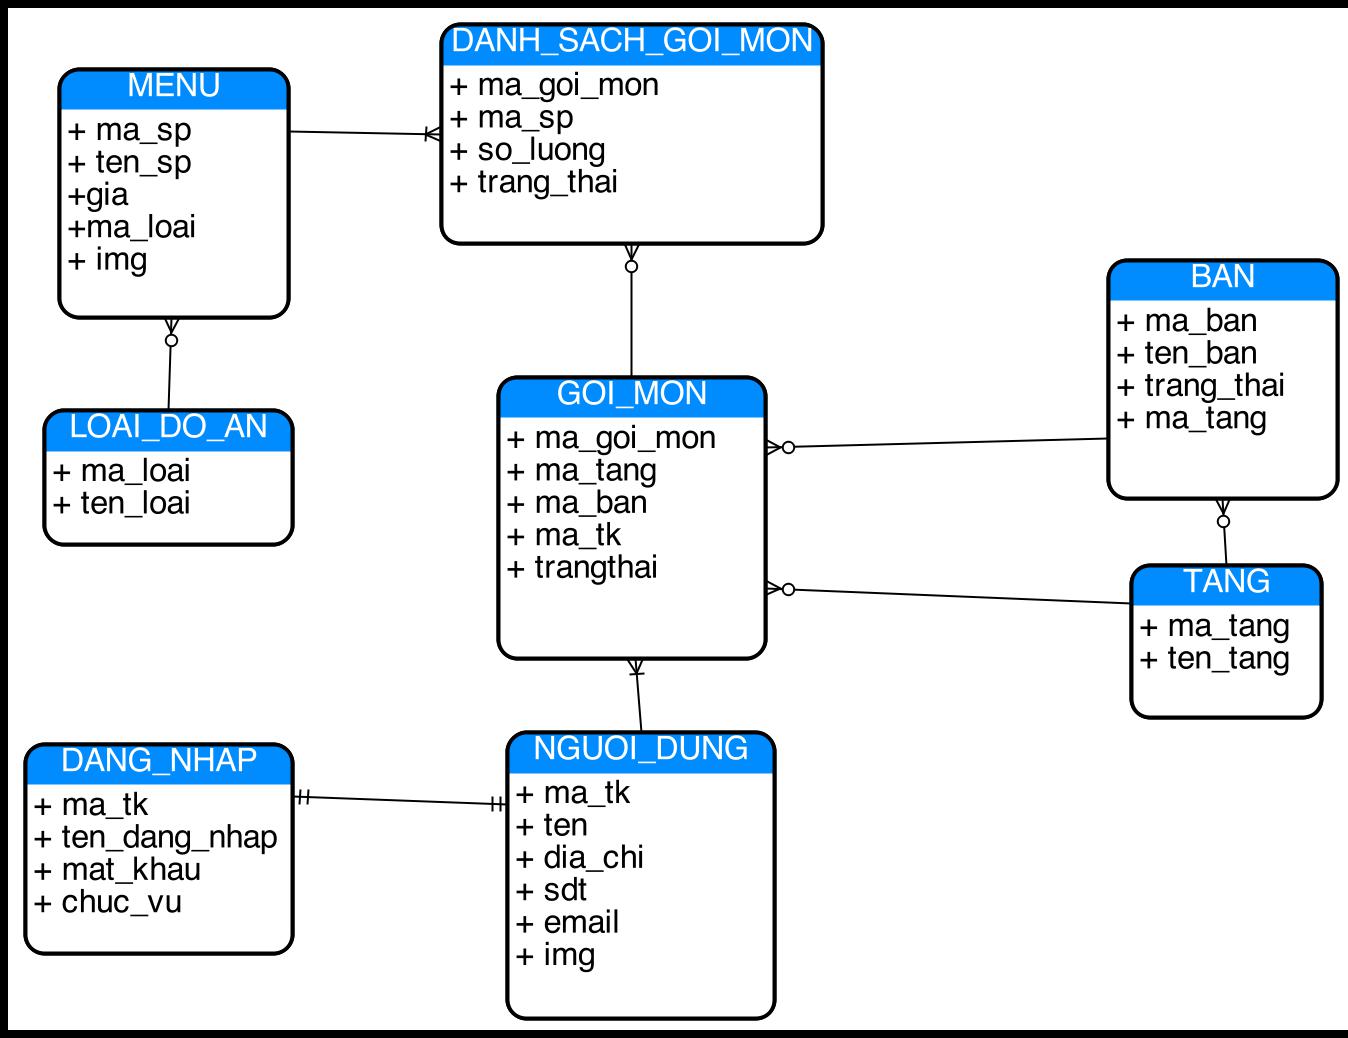 DANH_SACH_GOI_MON
+ ma_goi_mon
+ ma_sp
+ so_luong
+ trang_thai
MENU
+ ma_sp
+ ten_sp
+gia
+ma_loai
+ img
BAN
+ ma_ban
+ ten_ban
+ trang_thai
+ ma_tang
GOI_MON
+ ma_goi_mon
+ ma_tang
+ ma_ban
+ ma_tk
+ trangthai
LOAI_DO_AN
+ ma_loai
+ ten_loai
TANG
+ ma_tang
+ ten_tang
DANG_NHAP
+ ma_tk
+ ten_dang_nhap
+ mat_khau
+ chuc_vu
NGUOI_DUNG
+ ma_tk
+ ten
+ dia_chi
+ sdt
+ email
+ img